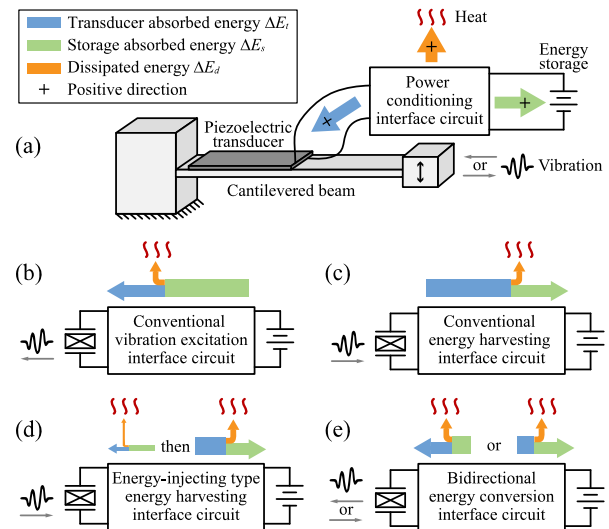 Transducer absorbed energy ΔEt
Storage absorbed energy ΔEs
Dissipated energy ΔEd
+ Positive direction
Heat
+
Energy
storage
Power
conditioning
interface circuit
+
+
Piezoelectric
transducer
(a)
or
Vibration
Cantilevered beam
(b)
Conventional
vibration excitation
interface circuit
(c)
Conventional
energy harvesting
interface circuit
(d)
then
Energy-injecting type
energy harvesting
interface circuit
(e)
or
or
Bidirectional
energy conversion
interface circuit